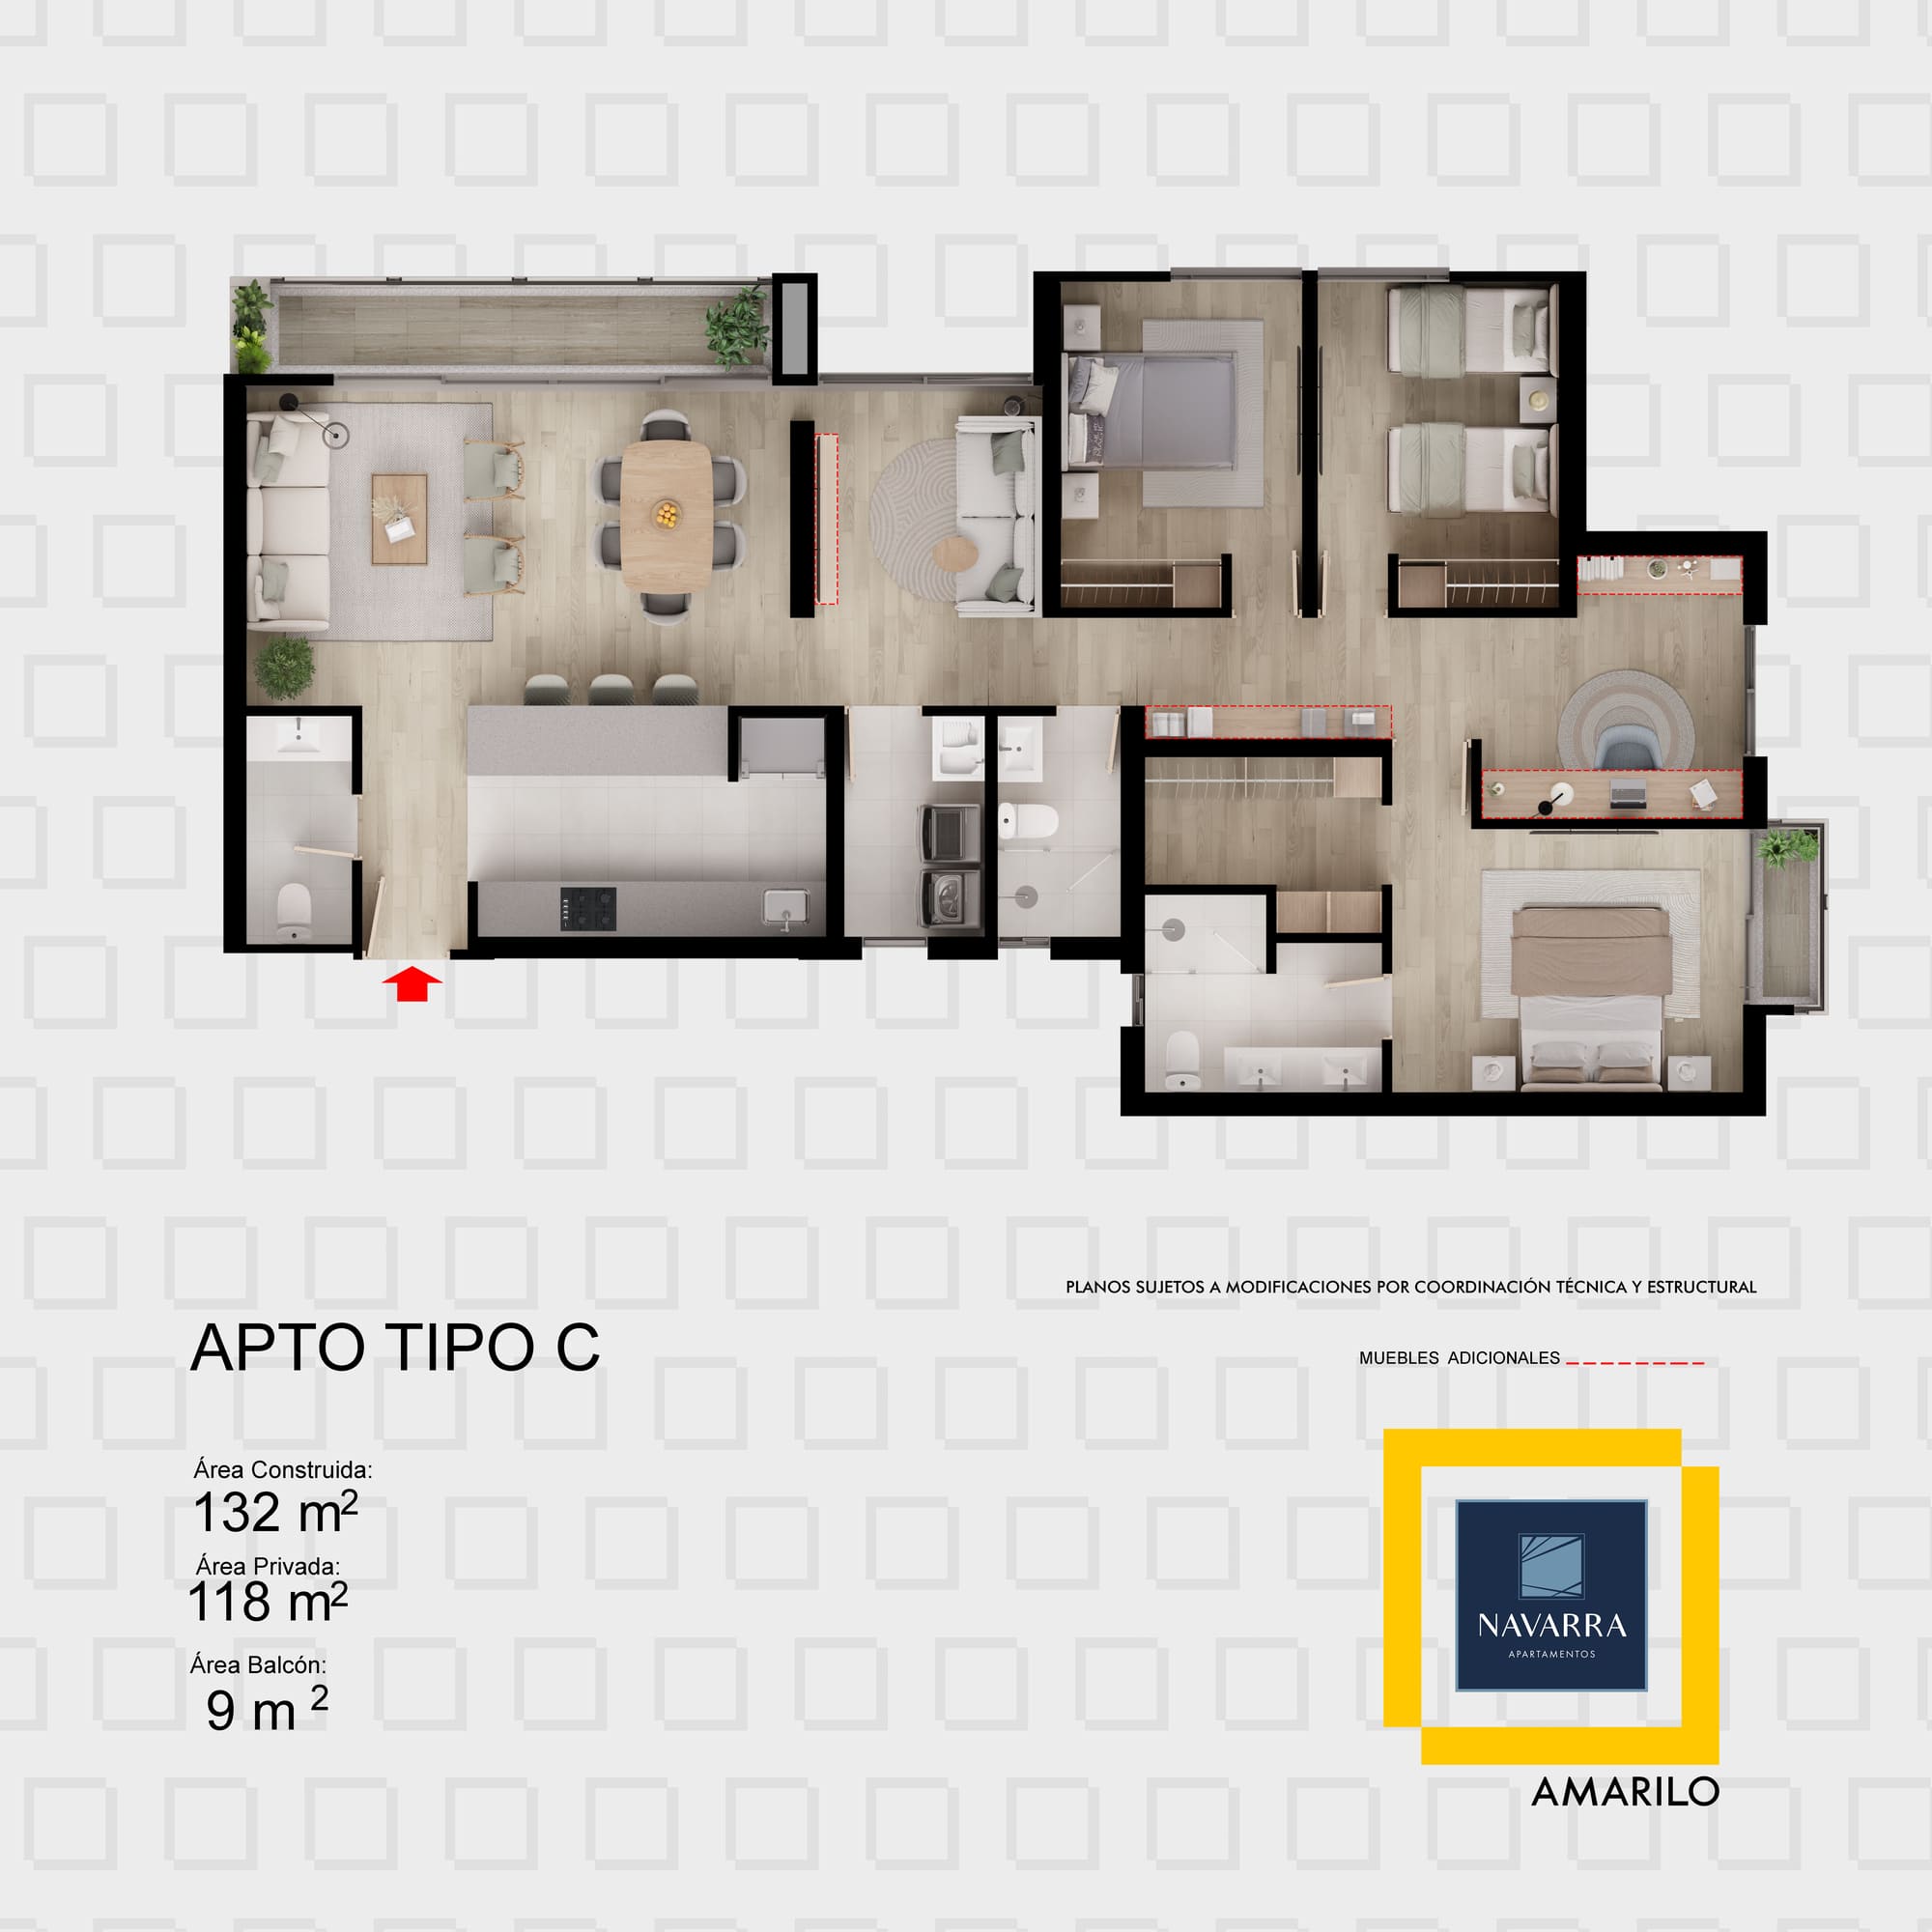 PLANOS SUJETOS A MODIFICACIONES POR COORDINACIÓN TÉCNICA Y ESTRUCTURAL
APTO TIPO C
MUEBLES ADICIONALES
Área Construida:
132 m²
Área Privada:
118 m²
Área Balcón:
9 m ²
NAVARRA
APARTAMENTOS
AMARILO